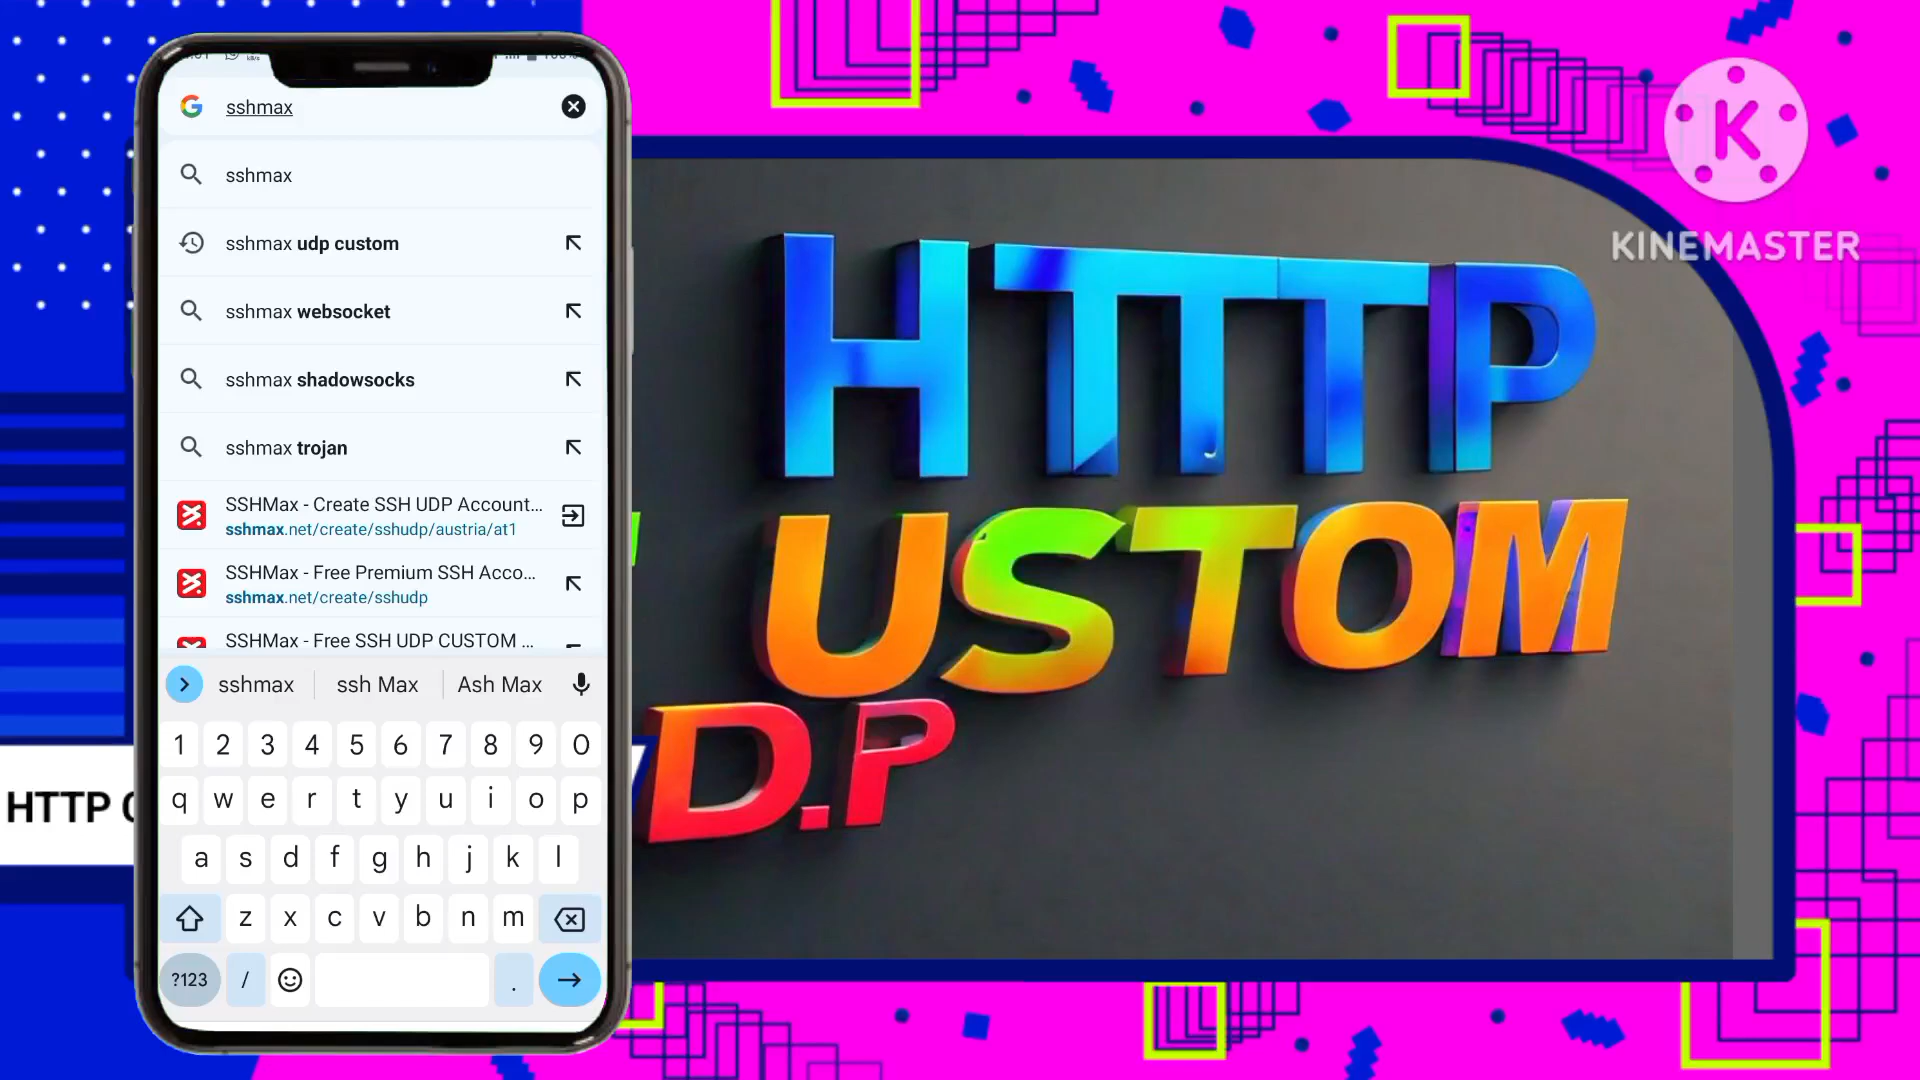 sshmax
sshmax
sshmax udp custom
sshmax websocket
sshmax shadowsocks
sshmax trojan
SSHMax - Create SSH UDP Account...
sshmax.net/create/sshudp/austria/at1
SSHMax - Free Premium SSH Acco...
sshmax.net/create/sshudp
SSHMax - Free SSH UDP CUSTOM ...
sshmax ssh Max Ash Max
1 2 3 4 5 6 7 8 9 0
q w e r t y u i o p
a s d f g h j k l
z x c v b n m
?123 / .
HTTP
HTTTP
USTOM
D.P
K
KINEMASTER